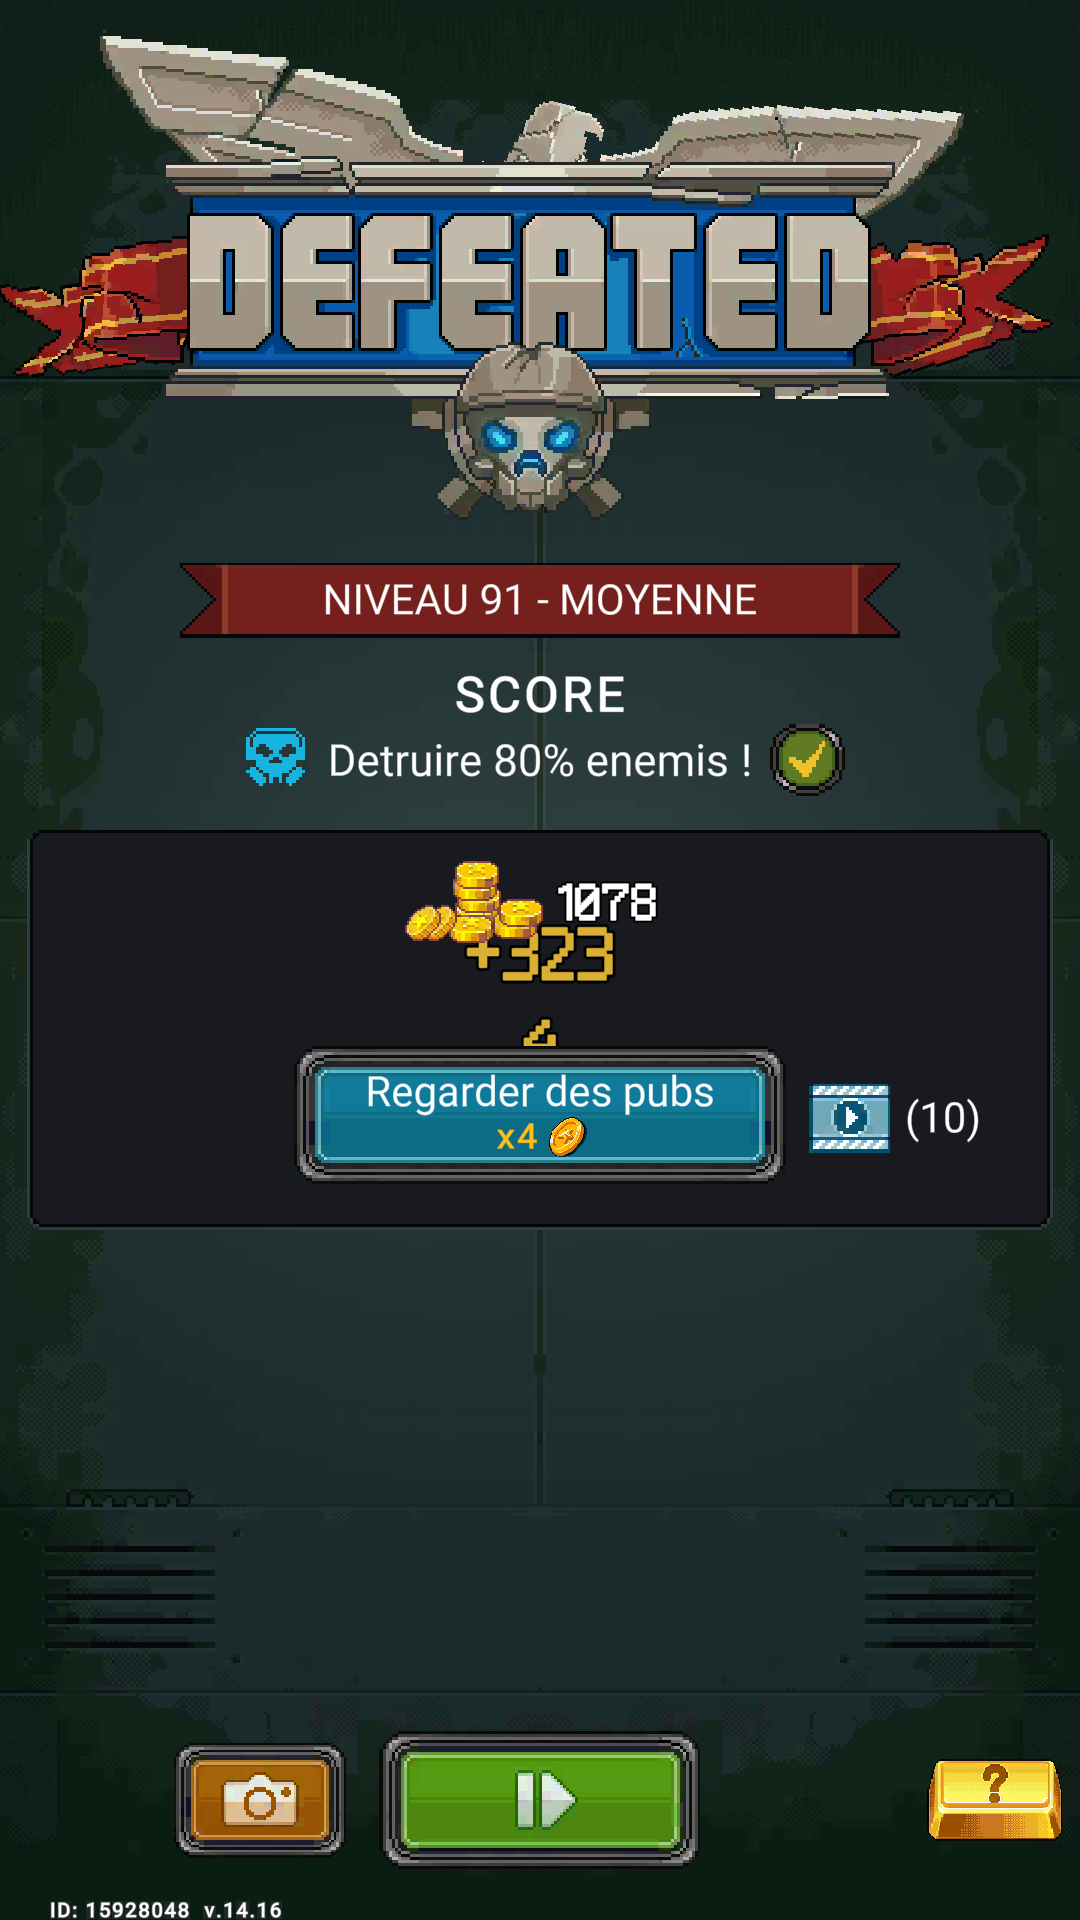 DEFEATED
NIVEAU 91 - MOYENNE
SCORE
Detruire 80% enemis !
1078
+323
Regarder des pubs
x4
(10)
?
ID: 15928048 v.14.16